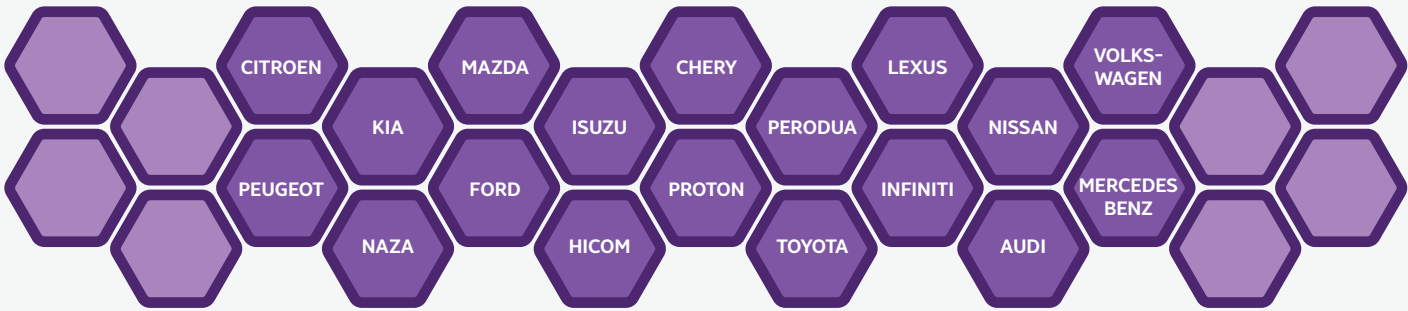 CITROEN
MAZDA
CHERY
LEXUS
VOLKS-
WAGEN
KIA
ISUZU
PERODUA
NISSAN
PEUGEOT
FORD
PROTON
INFINITI
MERCEDES
BENZ
NAZA
HICOM
TOYOTA
AUDI